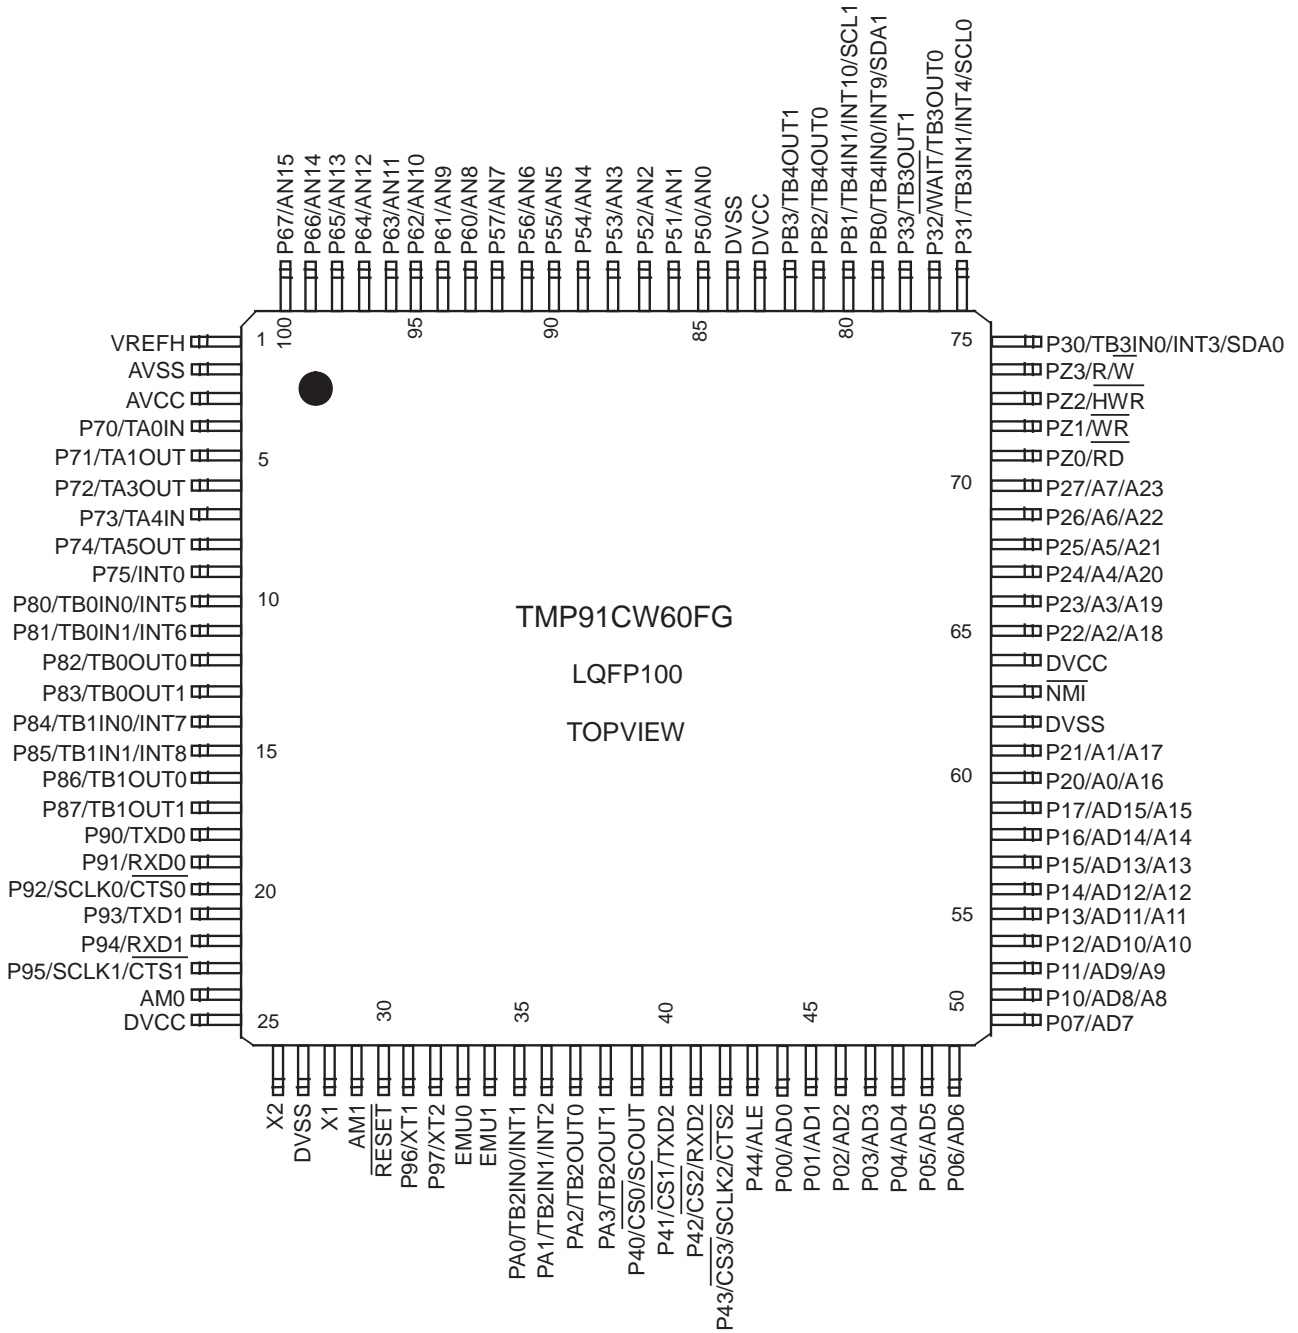 P67/AN15
P66/AN14
P65/AN13
P64/AN12
P63/AN11
P62/AN10
P61/AN9
P60/AN8
P57/AN7
P56/AN6
P55/AN5
P54/AN4
P53/AN3
P52/AN2
P51/AN1
P50/AN0
DVSS
DVCC
PB3/TB4OUT1
PB2/TB4OUT0
PB1/TB4IN1/INT10/SCL1
PB0/TB4IN0/INT9/SDA1
P33/TB3OUT1
P32/WAIT/TB3OUT0
P31/TB3IN1/INT4/SCL0
100
95
90
85
80
VREFH
AVSS
AVCC
P70/TA0IN
P71/TA1OUT
P72/TA3OUT
P73/TA4IN
P74/TA5OUT
P75/INT0
P80/TB0IN0/INT5
P81/TB0IN1/INT6
P82/TB0OUT0
P83/TB0OUT1
P84/TB1IN0/INT7
P85/TB1IN1/INT8
P86/TB1OUT0
P87/TB1OUT1
P90/TXD0
P91/RXD0
P92/SCLK0/CTS0
P93/TXD1
P94/RXD1
P95/SCLK1/CTS1
AM0
DVCC
1
5
10
15
20
25
TMP91CW60FG
LQFP100
TOPVIEW
75
70
65
60
55
50
P30/TB3IN0/INT3/SDA0
PZ3/R/W
PZ2/HWR
PZ1/WR
PZ0/RD
P27/A7/A23
P26/A6/A22
P25/A5/A21
P24/A4/A20
P23/A3/A19
P22/A2/A18
DVCC
NMI
DVSS
P21/A1/A17
P20/A0/A16
P17/AD15/A15
P16/AD14/A14
P15/AD13/A13
P14/AD12/A12
P13/AD11/A11
P12/AD10/A10
P11/AD9/A9
P10/AD8/A8
P07/AD7
30
35
40
45
X2
DVSS
X1
AM1
RESET
P96/XT1
P97/XT2
EMU0
EMU1
PA0/TB2IN0/INT1
PA1/TB2IN1/INT2
PA2/TB2OUT0
PA3/TB2OUT1
P40/CS0/SCOUT
P41/CS1/TXD2
P42/CS2/RXD2
P43/CS3/SCLK2/CTS2
P44/ALE
P00/AD0
P01/AD1
P02/AD2
P03/AD3
P04/AD4
P05/AD5
P06/AD6